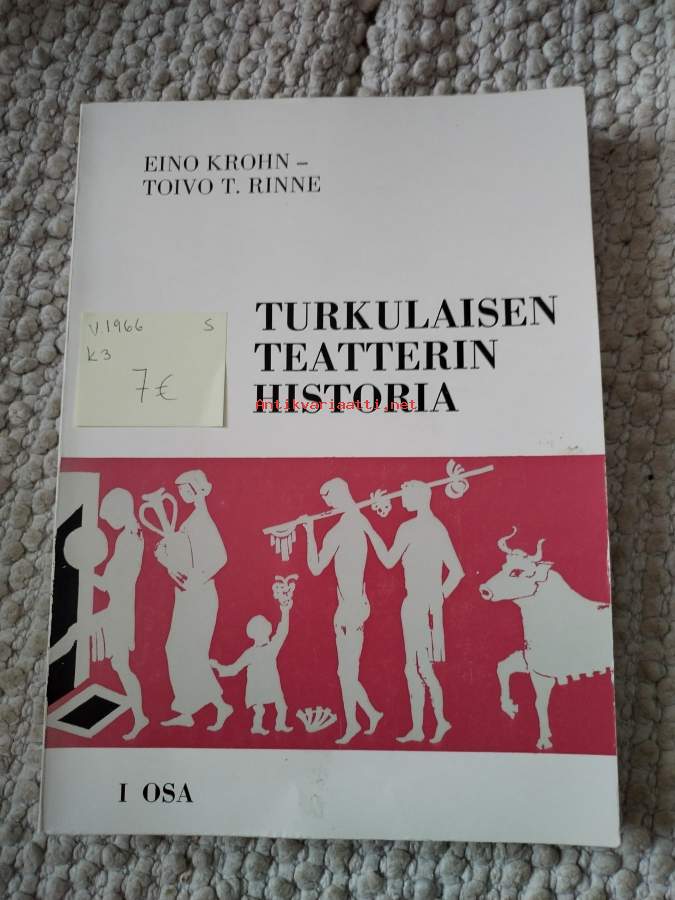 EINO KROHN –
TOIVO T. RINNE
V.1966 S
K3
7€
TURKULAISEN
TEATTERIN
HISTORIA
Antikvariaatti.net
I OSA